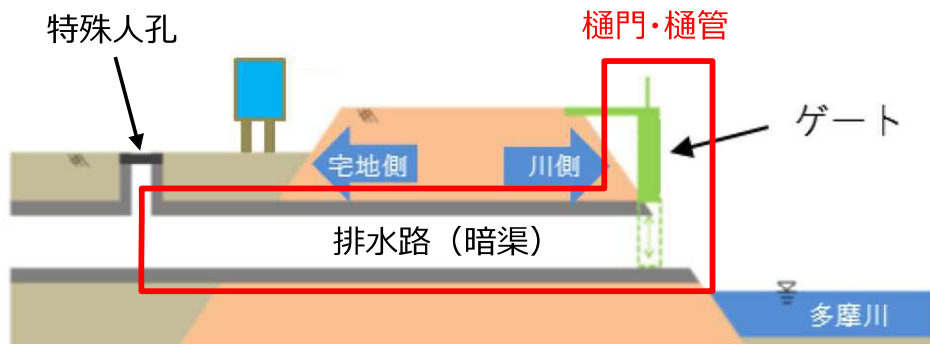 樋門・樋管
特殊人孔
ゲート
宅地側
川側
排水路（暗渠）
多摩川